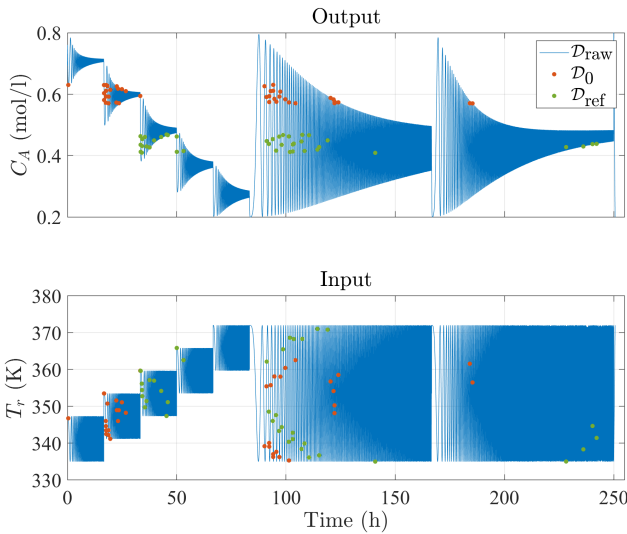 Output
0.8
0.6
0.4
0.2
C_A (mol/l)
𝒟_raw
𝒟_0
𝒟_ref
Input
380
370
360
350
340
330
T_r (K)
0 50 100 150 200 250
Time (h)